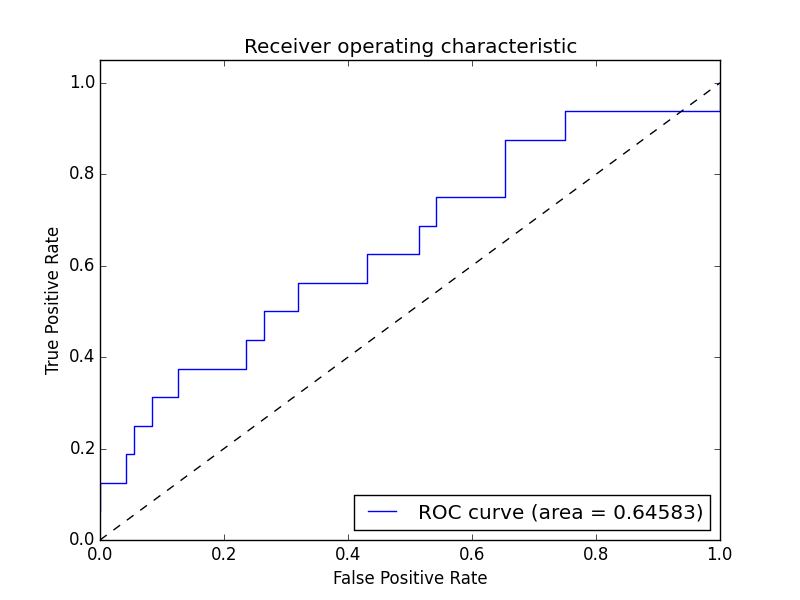 Receiver operating characteristic
1.0
0.8
0.6
0.4
0.2
0.0
True Positive Rate
ROC curve (area = 0.64583)
0.0 0.2 0.4 0.6 0.8 1.0
False Positive Rate